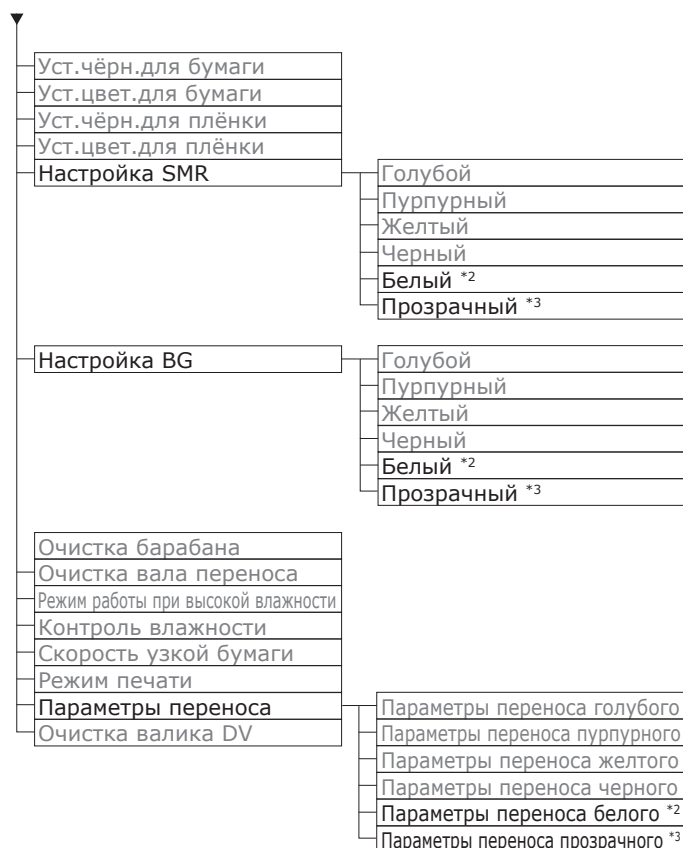 Уст.чёрн.для бумаги
Уст.цвет.для бумаги
Уст.чёрн.для плёнки
Уст.цвет.для плёнки
Настройка SMR
Голубой
Пурпурный
Желтый
Черный
Белый *2
Прозрачный *3
Настройка BG
Голубой
Пурпурный
Желтый
Черный
Белый *2
Прозрачный *3
Очистка барабана
Очистка вала переноса
Режим работы при высокой влажности
Контроль влажности
Скорость узкой бумаги
Режим печати
Параметры переноса
Очистка валика DV
Параметры переноса голубого
Параметры переноса пурпурного
Параметры переноса желтого
Параметры переноса черного
Параметры переноса белого *2
Параметры переноса прозрачного *3